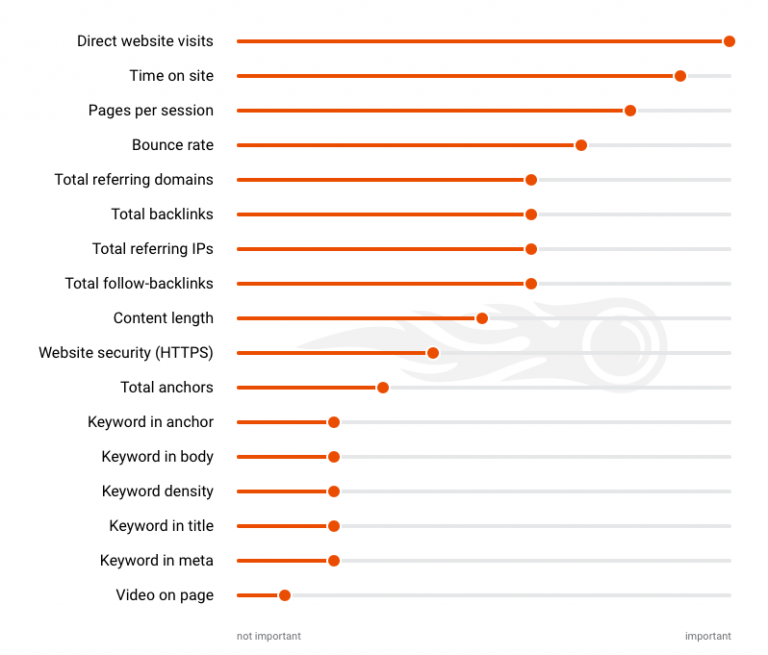 Direct website visits
Time on site
Pages per session
Bounce rate
Total referring domains
Total backlinks
Total referring IPs
Total follow-backlinks
Content length
Website security (HTTPS)
Total anchors
Keyword in anchor
Keyword in body
Keyword density
Keyword in title
Keyword in meta
Video on page
not important important